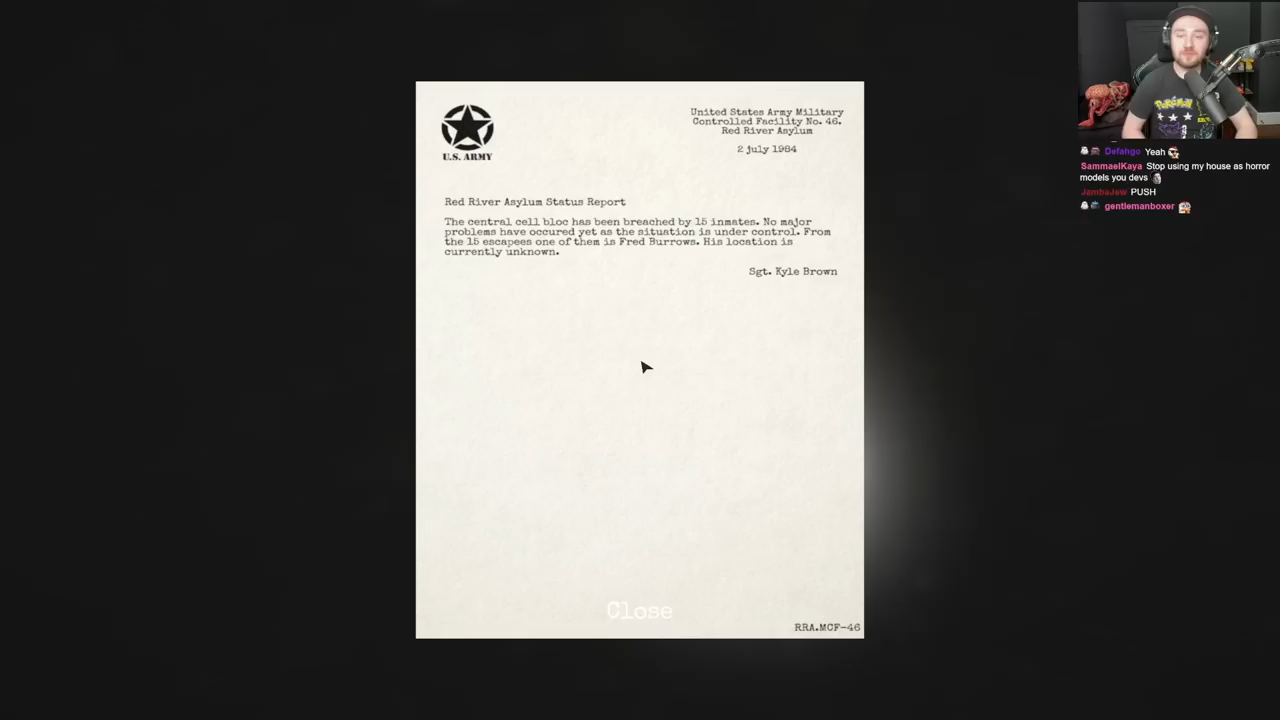 U.S. ARMY
United States Army Military
Controlled Facility No. 46.
Red River Asylum
2 july 1984
Red River Asylum Status Report
The central cell bloc has been breached by 15 inmates. No major
problems have occured yet as the situation is under control. From
the 15 escapees one of them is Fred Burrows. His location is
currently unknown.
Sgt. Kyle Brown
Close
RRA.MCF-46
POKéMON
Defahgo Yeah
SammaelKaya Stop using my house as horror
models you devs
JambaJew PUSH
gentlemanboxer